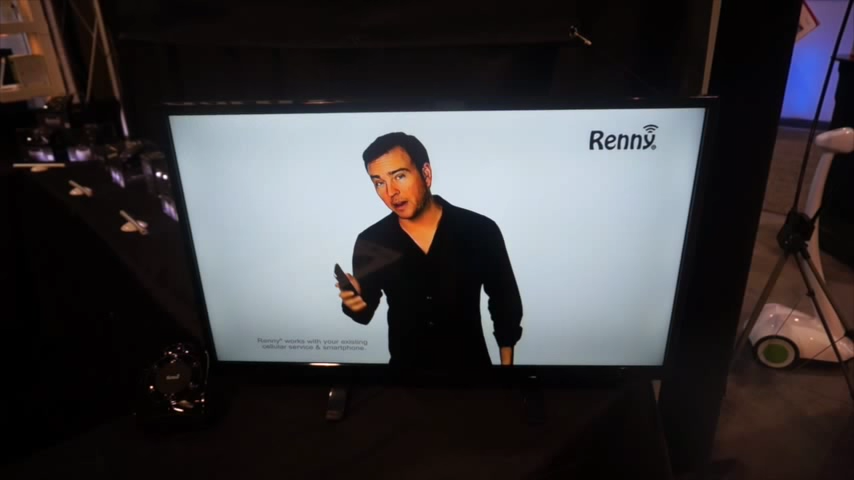 Renny®
Renny® works with your existing
cellular service & smartphone.